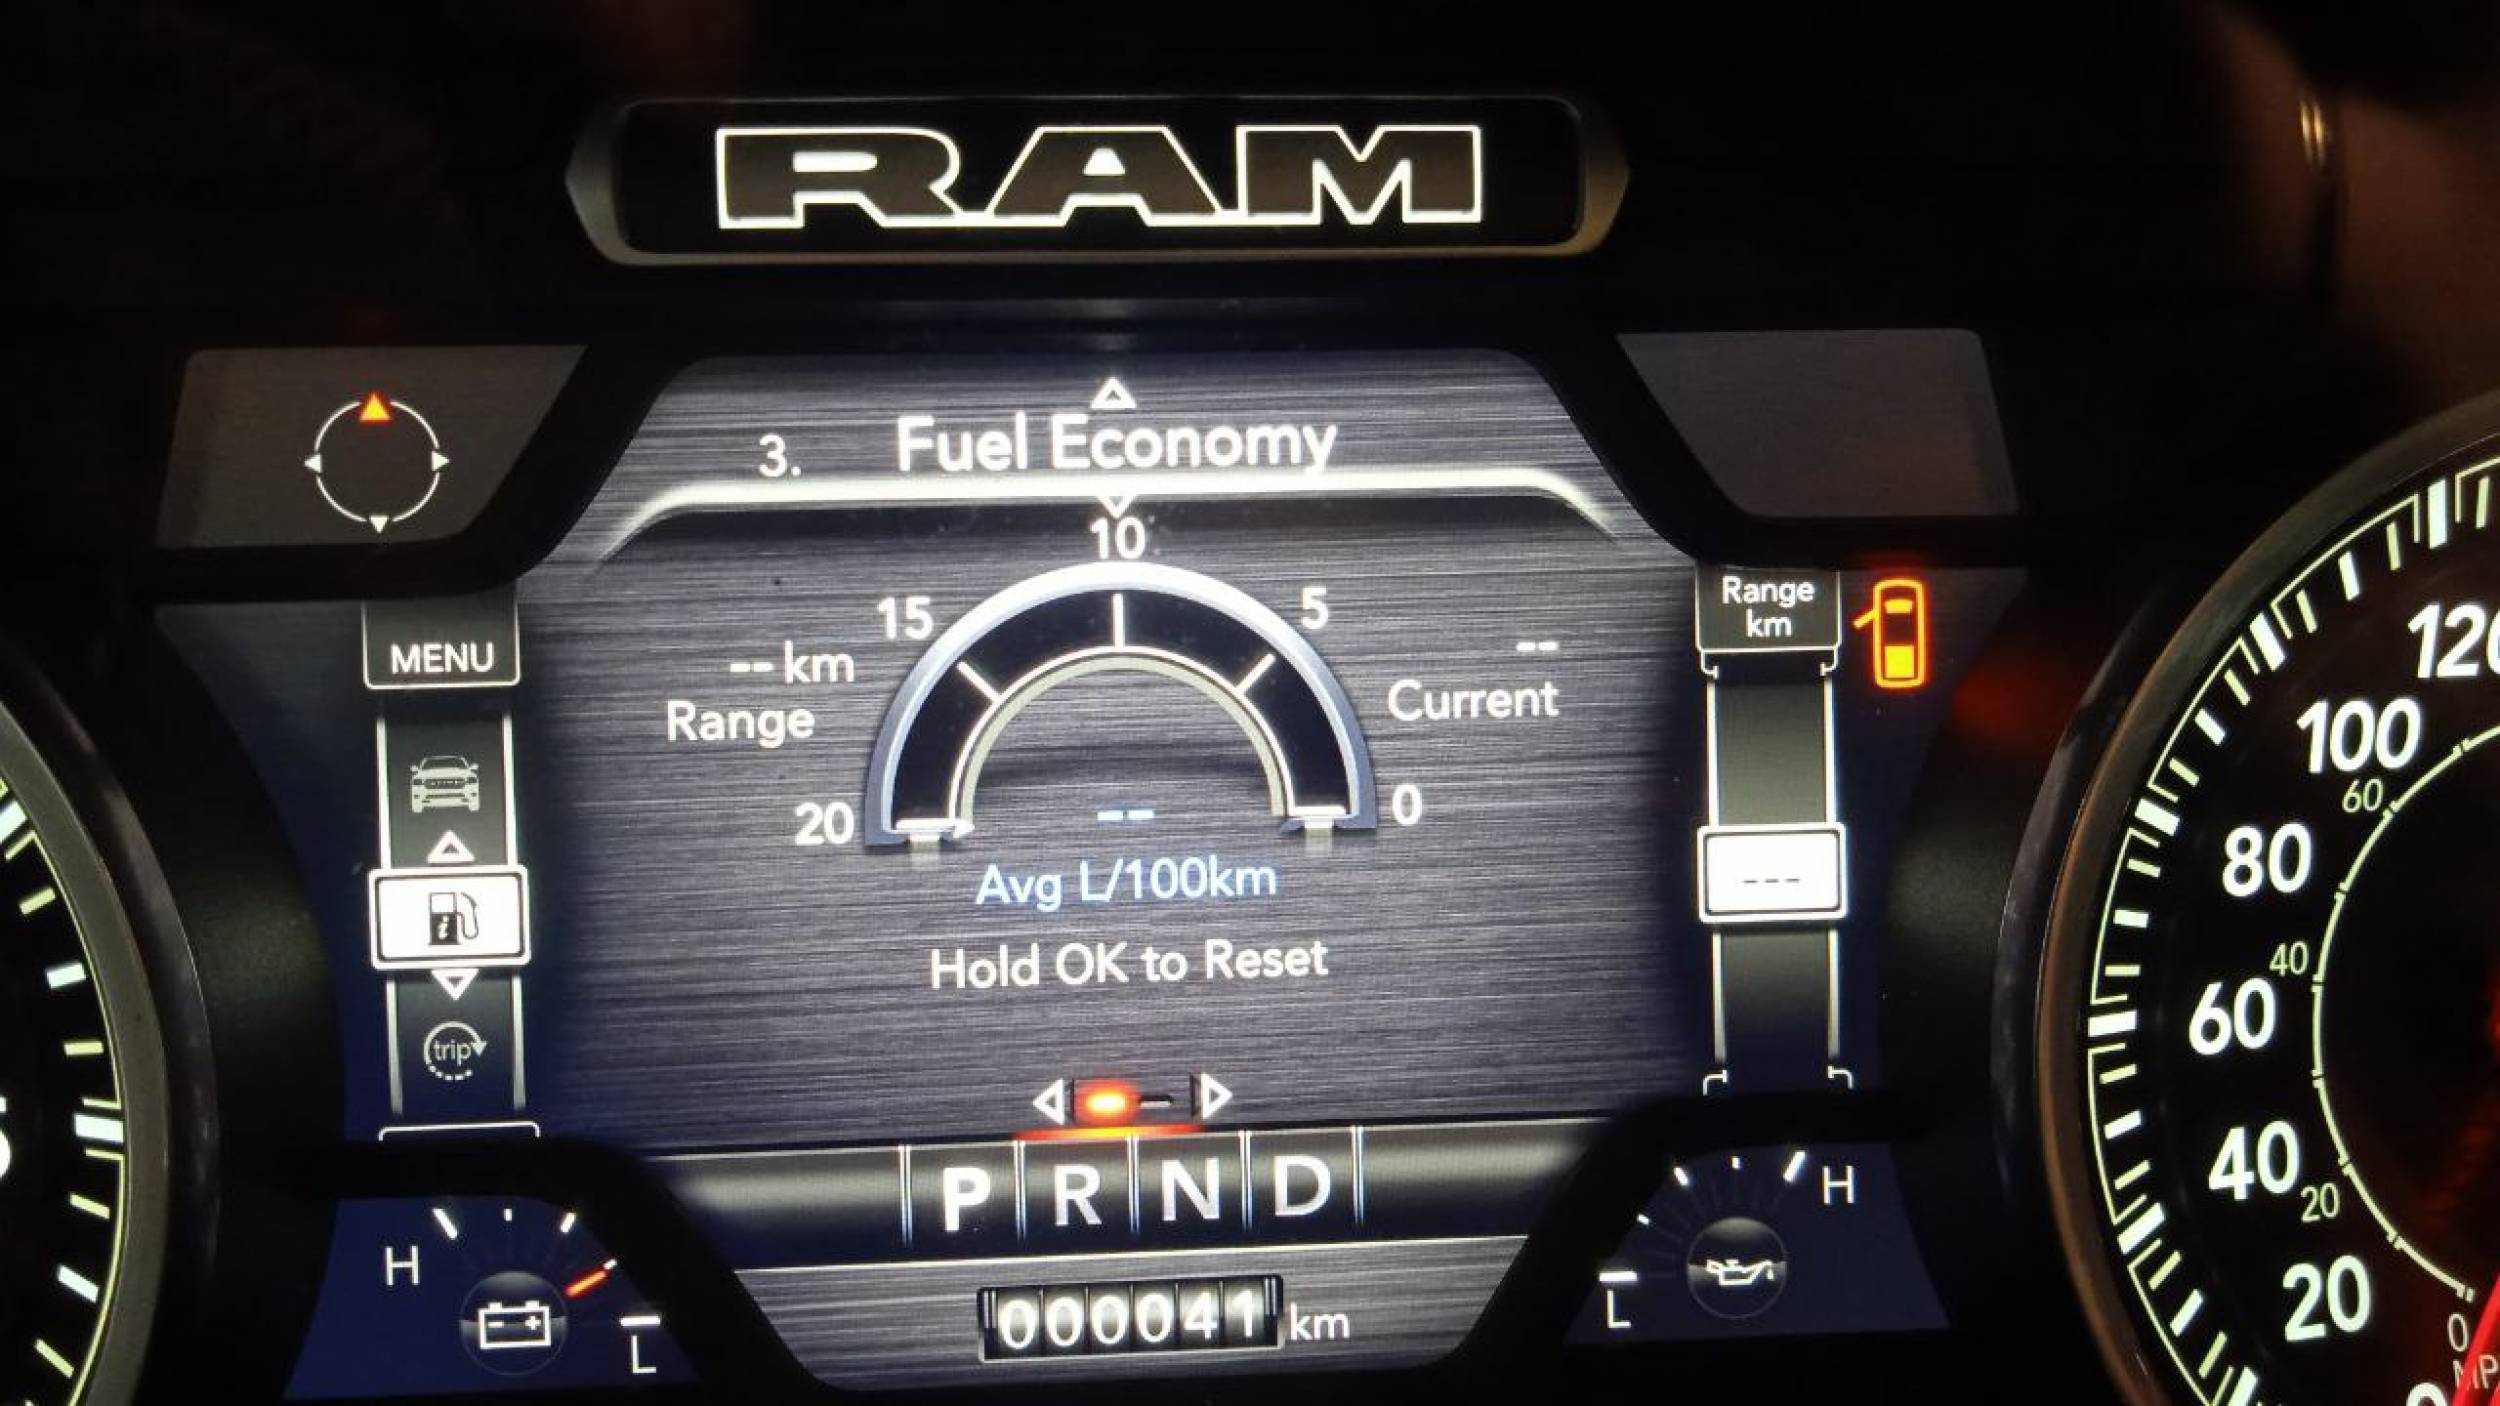 RAM
3. Fuel Economy
10
15
5
-- km
Range
--
Current
20
0
--
Avg L/100km
Hold OK to Reset
MENU
i
trip
Range
km
---
P R N D
000041 km
H
L
H
L
120
100
80
60
40
20
60
40
20
0